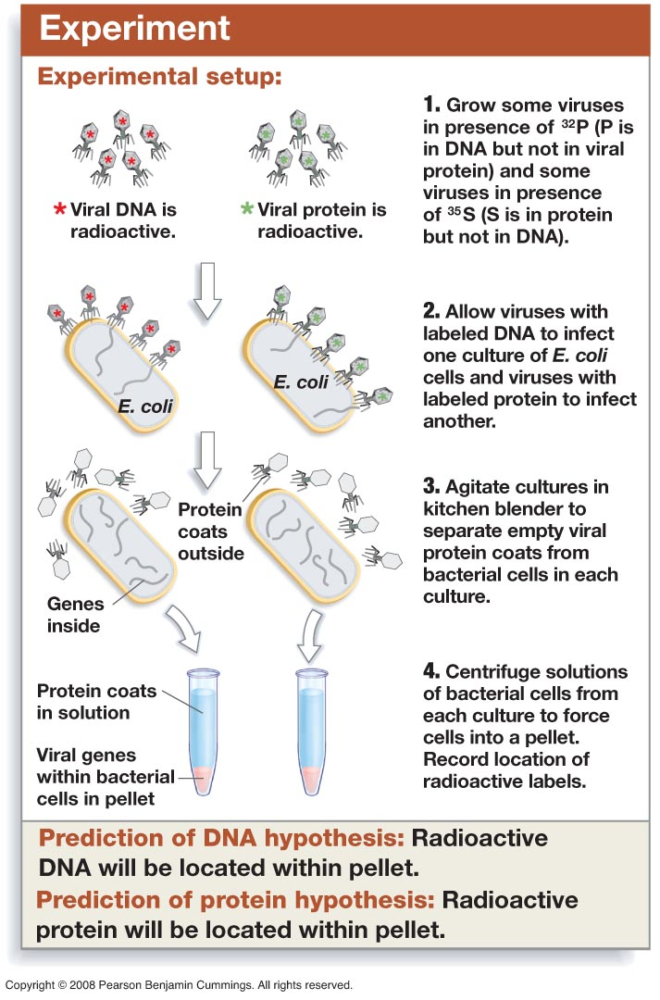 Experiment
Experimental setup:
* Viral DNA is
radioactive.
* Viral protein is
radioactive.
1. Grow some viruses
in presence of ³²P (P is
in DNA but not in viral
protein) and some
viruses in presence
of ³⁵S (S is in protein
but not in DNA).
E. coli
E. coli
2. Allow viruses with
labeled DNA to infect
one culture of E. coli
cells and viruses with
labeled protein to infect
another.
Protein
coats
outside
Genes
inside
3. Agitate cultures in
kitchen blender to
separate empty viral
protein coats from
bacterial cells in each
culture.
Protein coats
in solution
Viral genes
within bacterial
cells in pellet
4. Centrifuge solutions
of bacterial cells from
each culture to force
cells into a pellet.
Record location of
radioactive labels.
Prediction of DNA hypothesis: Radioactive
DNA will be located within pellet.
Prediction of protein hypothesis: Radioactive
protein will be located within pellet.
Copyright © 2008 Pearson Benjamin Cummings. All rights reserved.